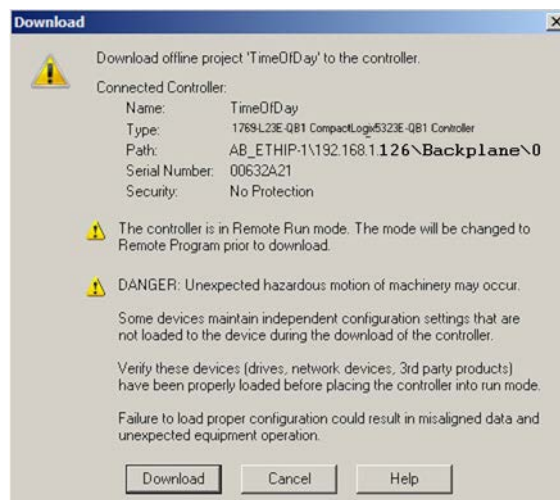 Download
Download offline project 'TimeOfDay' to the controller.
Connected Controller:
Name: TimeOfDay
Type: 1769-L23E-QB1 CompactLogix5323E-QB1 Controller
Path: AB_ETHIP-1\192.168.1.126\Backplane\0
Serial Number: 00632A21
Security: No Protection
The controller is in Remote Run mode. The mode will be changed to
Remote Program prior to download.
DANGER: Unexpected hazardous motion of machinery may occur.
Some devices maintain independent configuration settings that are
not loaded to the device during the download of the controller.
Verify these devices (drives, network devices, 3rd party products)
have been properly loaded before placing the controller into run mode.
Failure to load proper configuration could result in misaligned data and
unexpected equipment operation.
Download Cancel Help